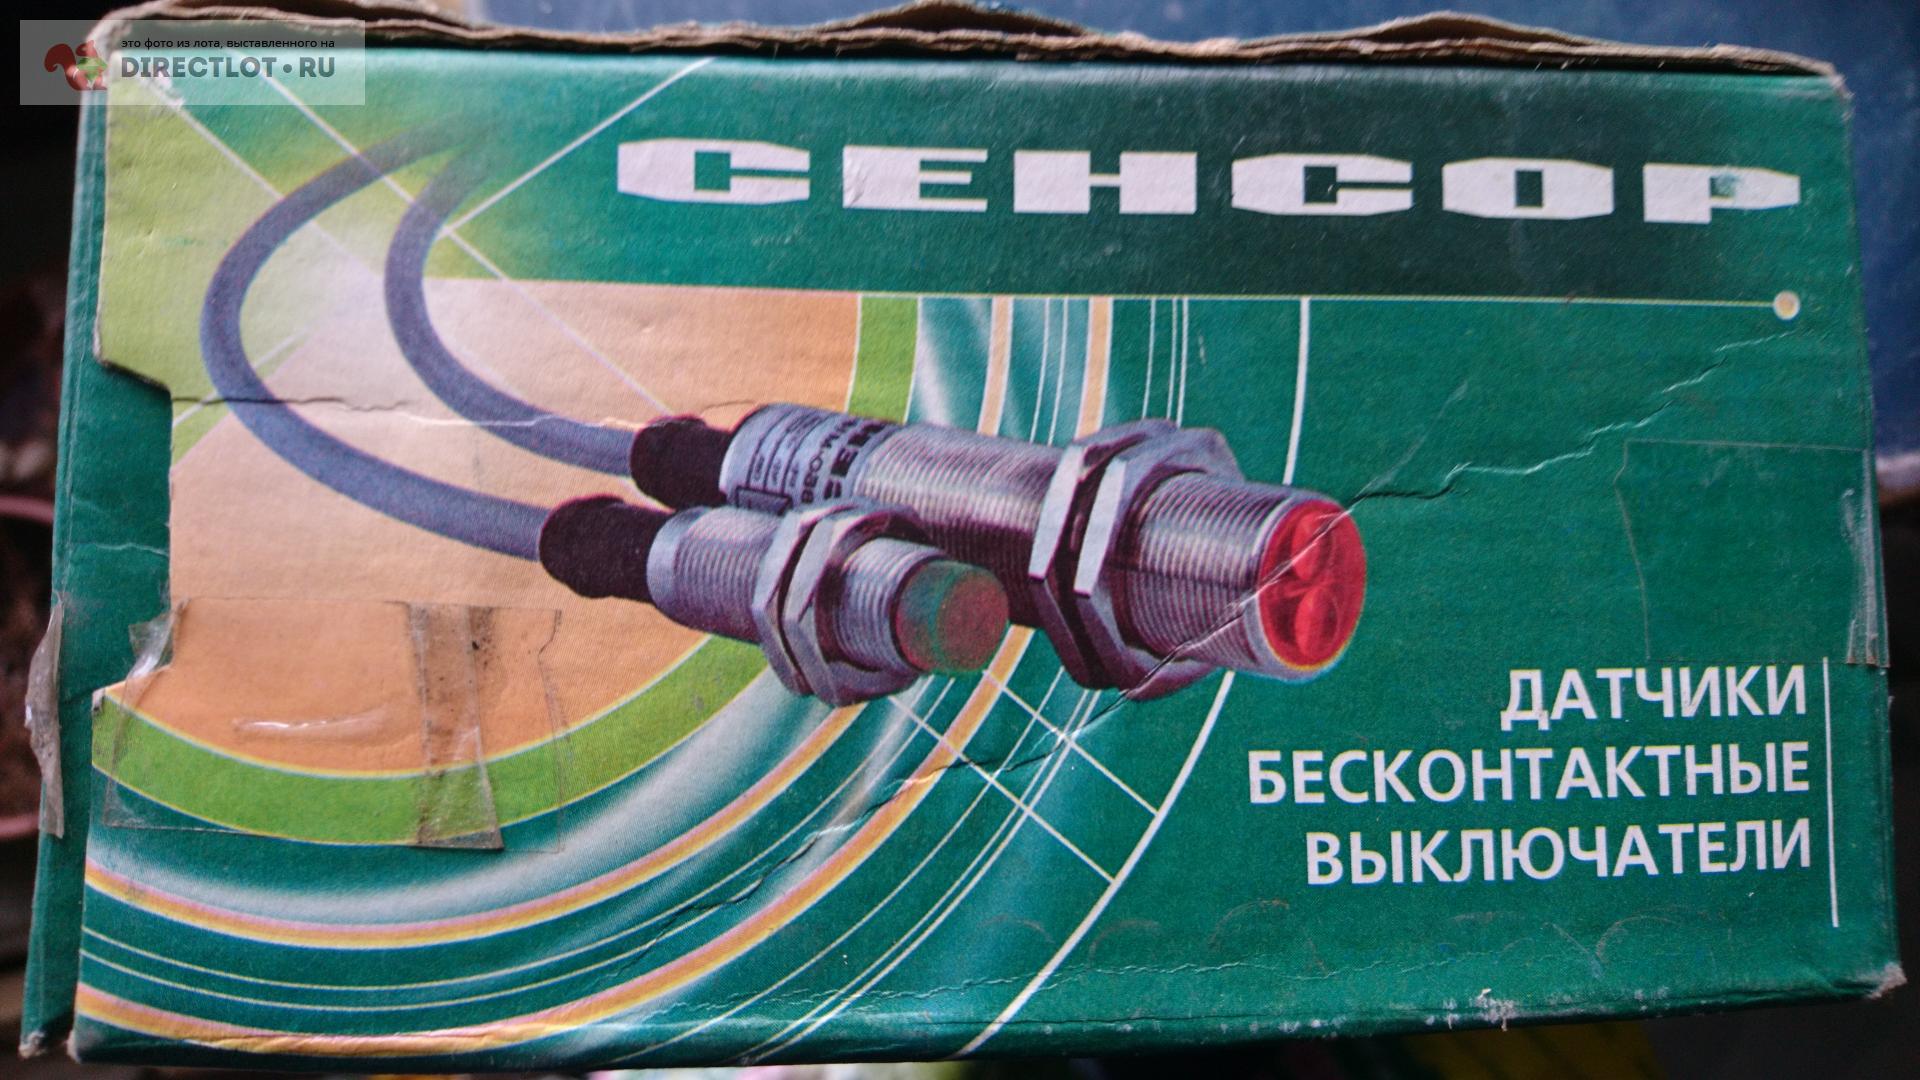 это фото из лота, выставленного на
DIRECTLOT•RU
СЕНСОР
ДАТЧИКИ
БЕСКОНТАКТНЫЕ
ВЫКЛЮЧАТЕЛИ